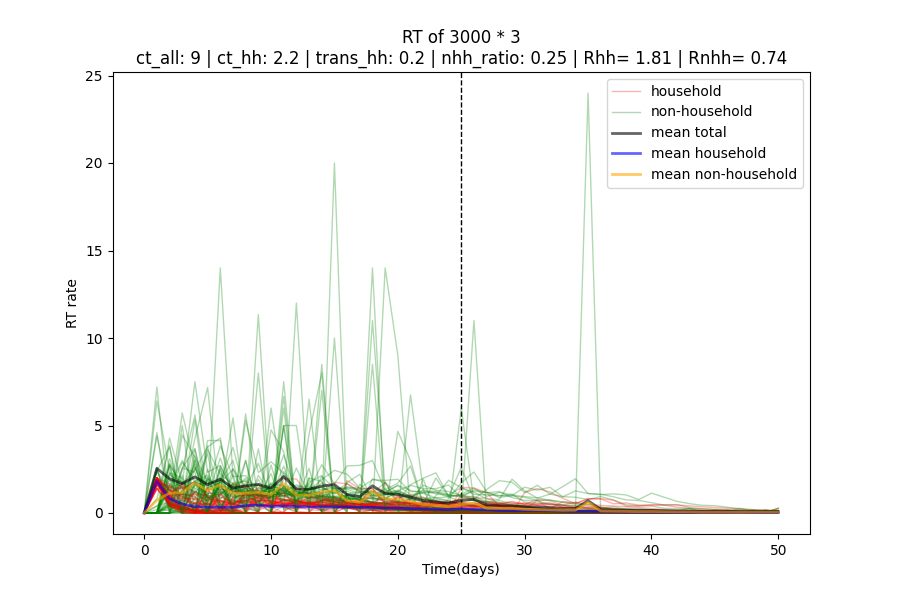 RT of 3000 * 3
ct_all: 9 | ct_hh: 2.2 | trans_hh: 0.2 | nhh_ratio: 0.25 | Rhh= 1.81 | Rnhh= 0.74
household
non-household
mean total
mean household
mean non-household
RT rate
25
20
15
10
5
0
0 10 20 30 40 50
Time(days)